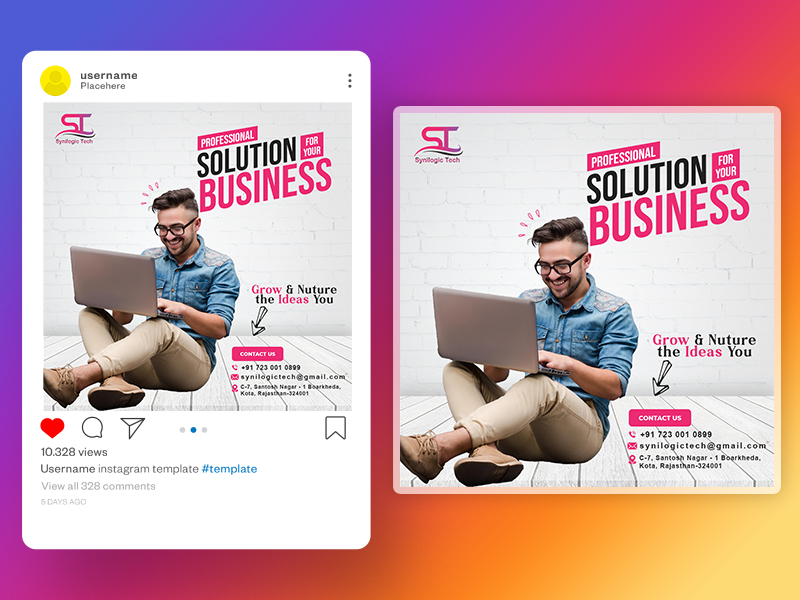 username
Placehere
ST
Synilogic Tech
PROFESSIONAL
SOLUTION FOR YOUR
BUSINESS
Grow & Nuture
the Ideas You
CONTACT US
+91 723 001 0899
synilogictech@gmail.com
C-7, Santosh Nagar - 1 Boarkheda,
Kota, Rajasthan-324001
10.328 views
Username instagram template #template
View all 328 comments
5 DAYS AGO
ST
Synilogic Tech
PROFESSIONAL
SOLUTION FOR YOUR
BUSINESS
Grow & Nuture
the Ideas You
CONTACT US
+91 723 001 0899
synilogictech@gmail.com
C-7, Santosh Nagar - 1 Boarkheda,
Kota, Rajasthan-324001